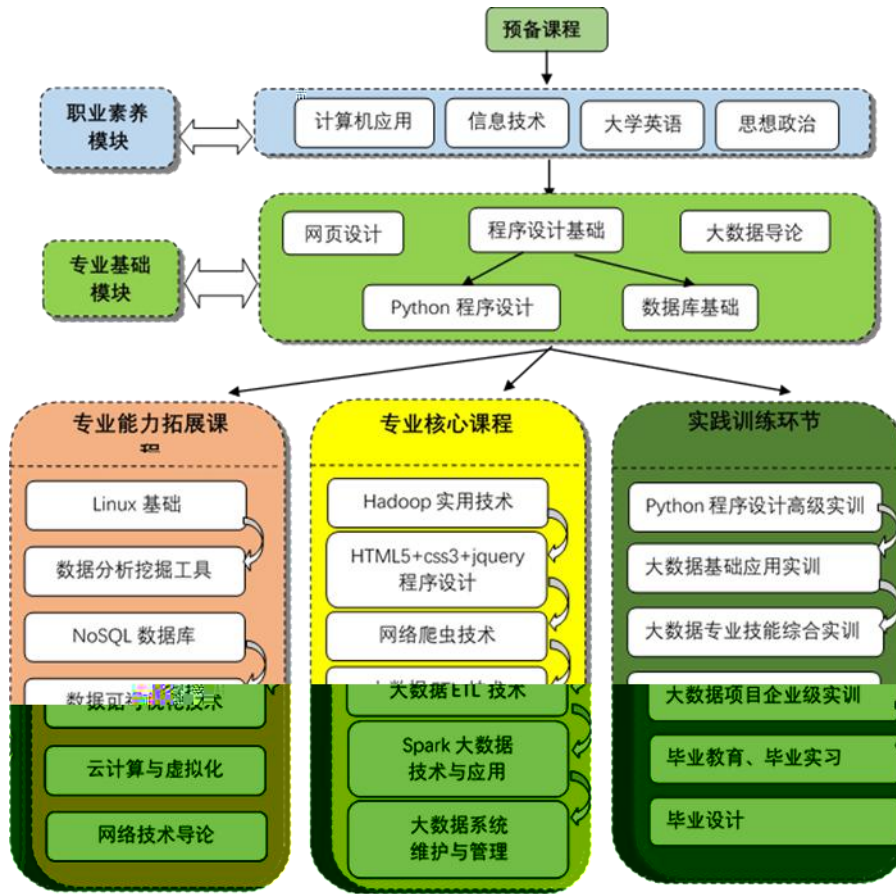 预备课程
职业素养
模块
计算机应用
信息技术
大学英语
思想政治
专业基础
模块
网页设计
程序设计基础
大数据导论
Python 程序设计
数据库基础
专业能力拓展课
程
Linux 基础
数据分析挖掘工具
NoSQL 数据库
数据可视化技术
云计算与虚拟化
网络技术导论
专业核心课程
Hadoop 实用技术
HTML5+css3+jquery
程序设计
网络爬虫技术
大数据 ETL 技术
Spark 大数据
技术与应用
大数据系统
维护与管理
实践训练环节
Python 程序设计高级实训
大数据基础应用实训
大数据专业技能综合实训
大数据项目企业级实训
毕业教育、毕业实习
毕业设计